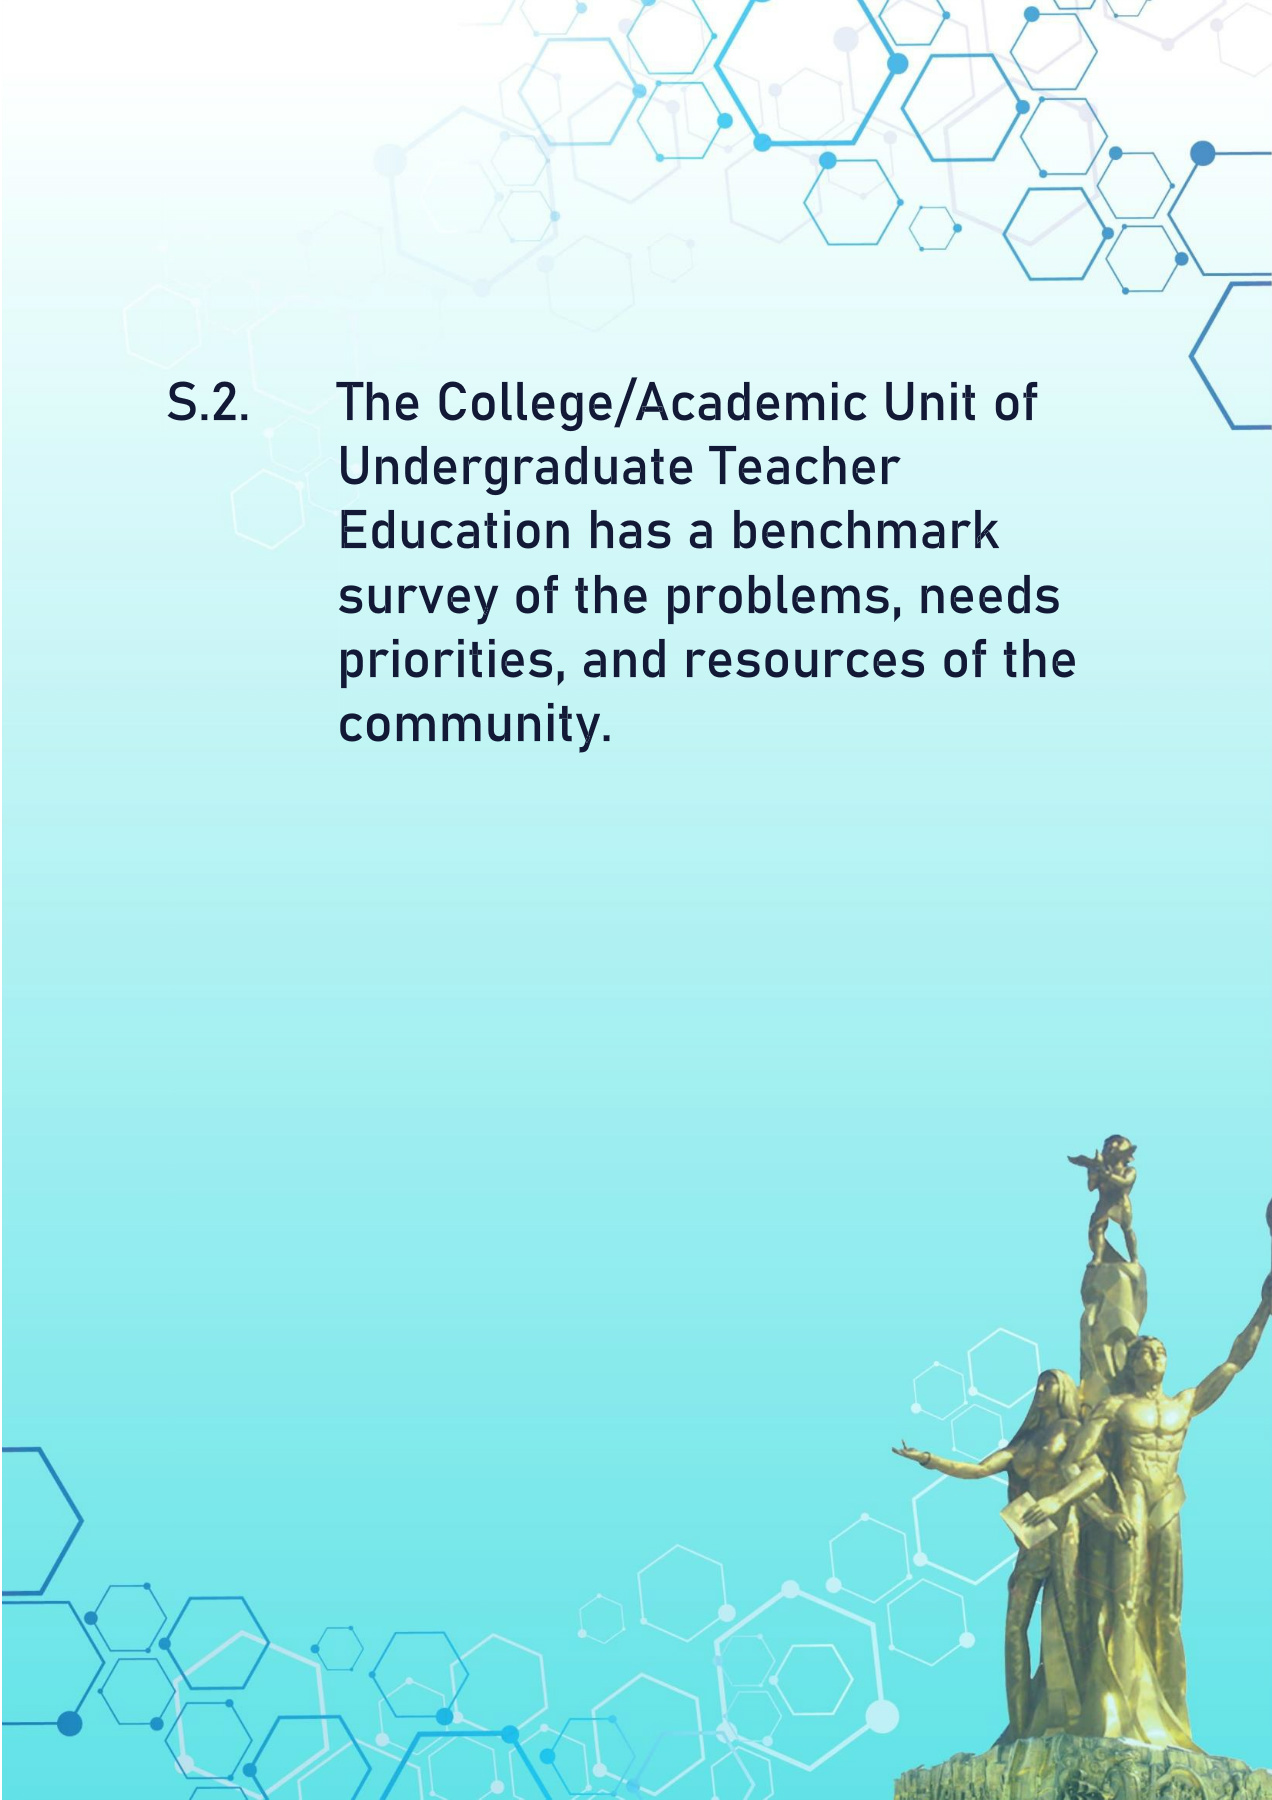 S.2. The College/Academic Unit of
Undergraduate Teacher
Education has a benchmark
survey of the problems, needs
priorities, and resources of the
community.